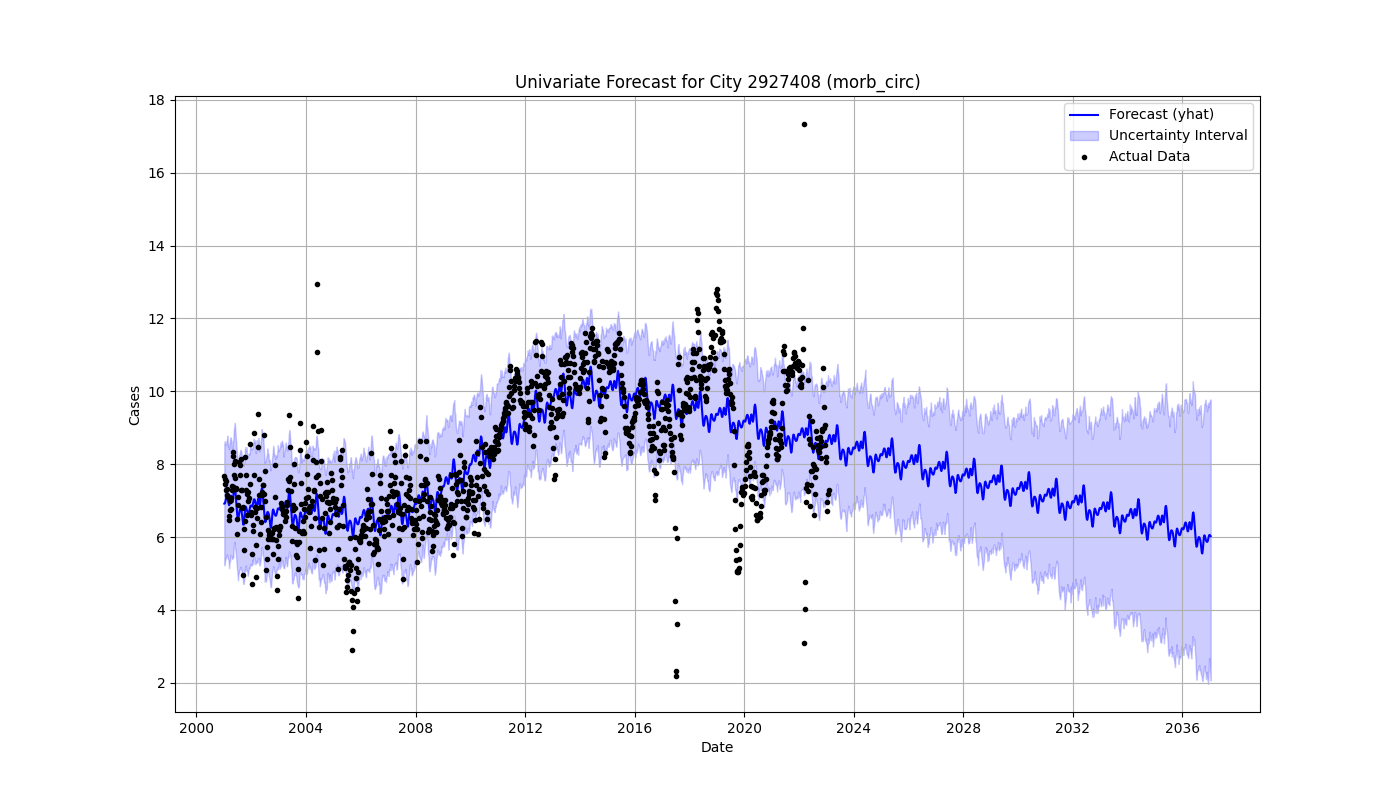 Univariate Forecast for City 2927408 (morb_circ)
Forecast (yhat)
Uncertainty Interval
Actual Data
Cases
18
16
14
12
10
8
6
4
2
2000 2004 2008 2012 2016 2020 2024 2028 2032 2036
Date